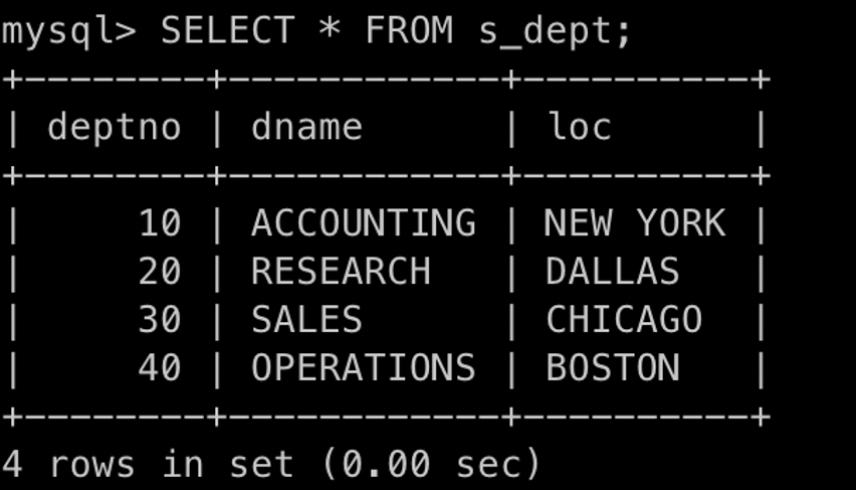 mysql> SELECT * FROM s_dept;
+--------+------------+----------+
| deptno | dname      | loc      |
+--------+------------+----------+
|     10 | ACCOUNTING | NEW YORK |
|     20 | RESEARCH   | DALLAS   |
|     30 | SALES      | CHICAGO  |
|     40 | OPERATIONS | BOSTON   |
+--------+------------+----------+
4 rows in set (0.00 sec)